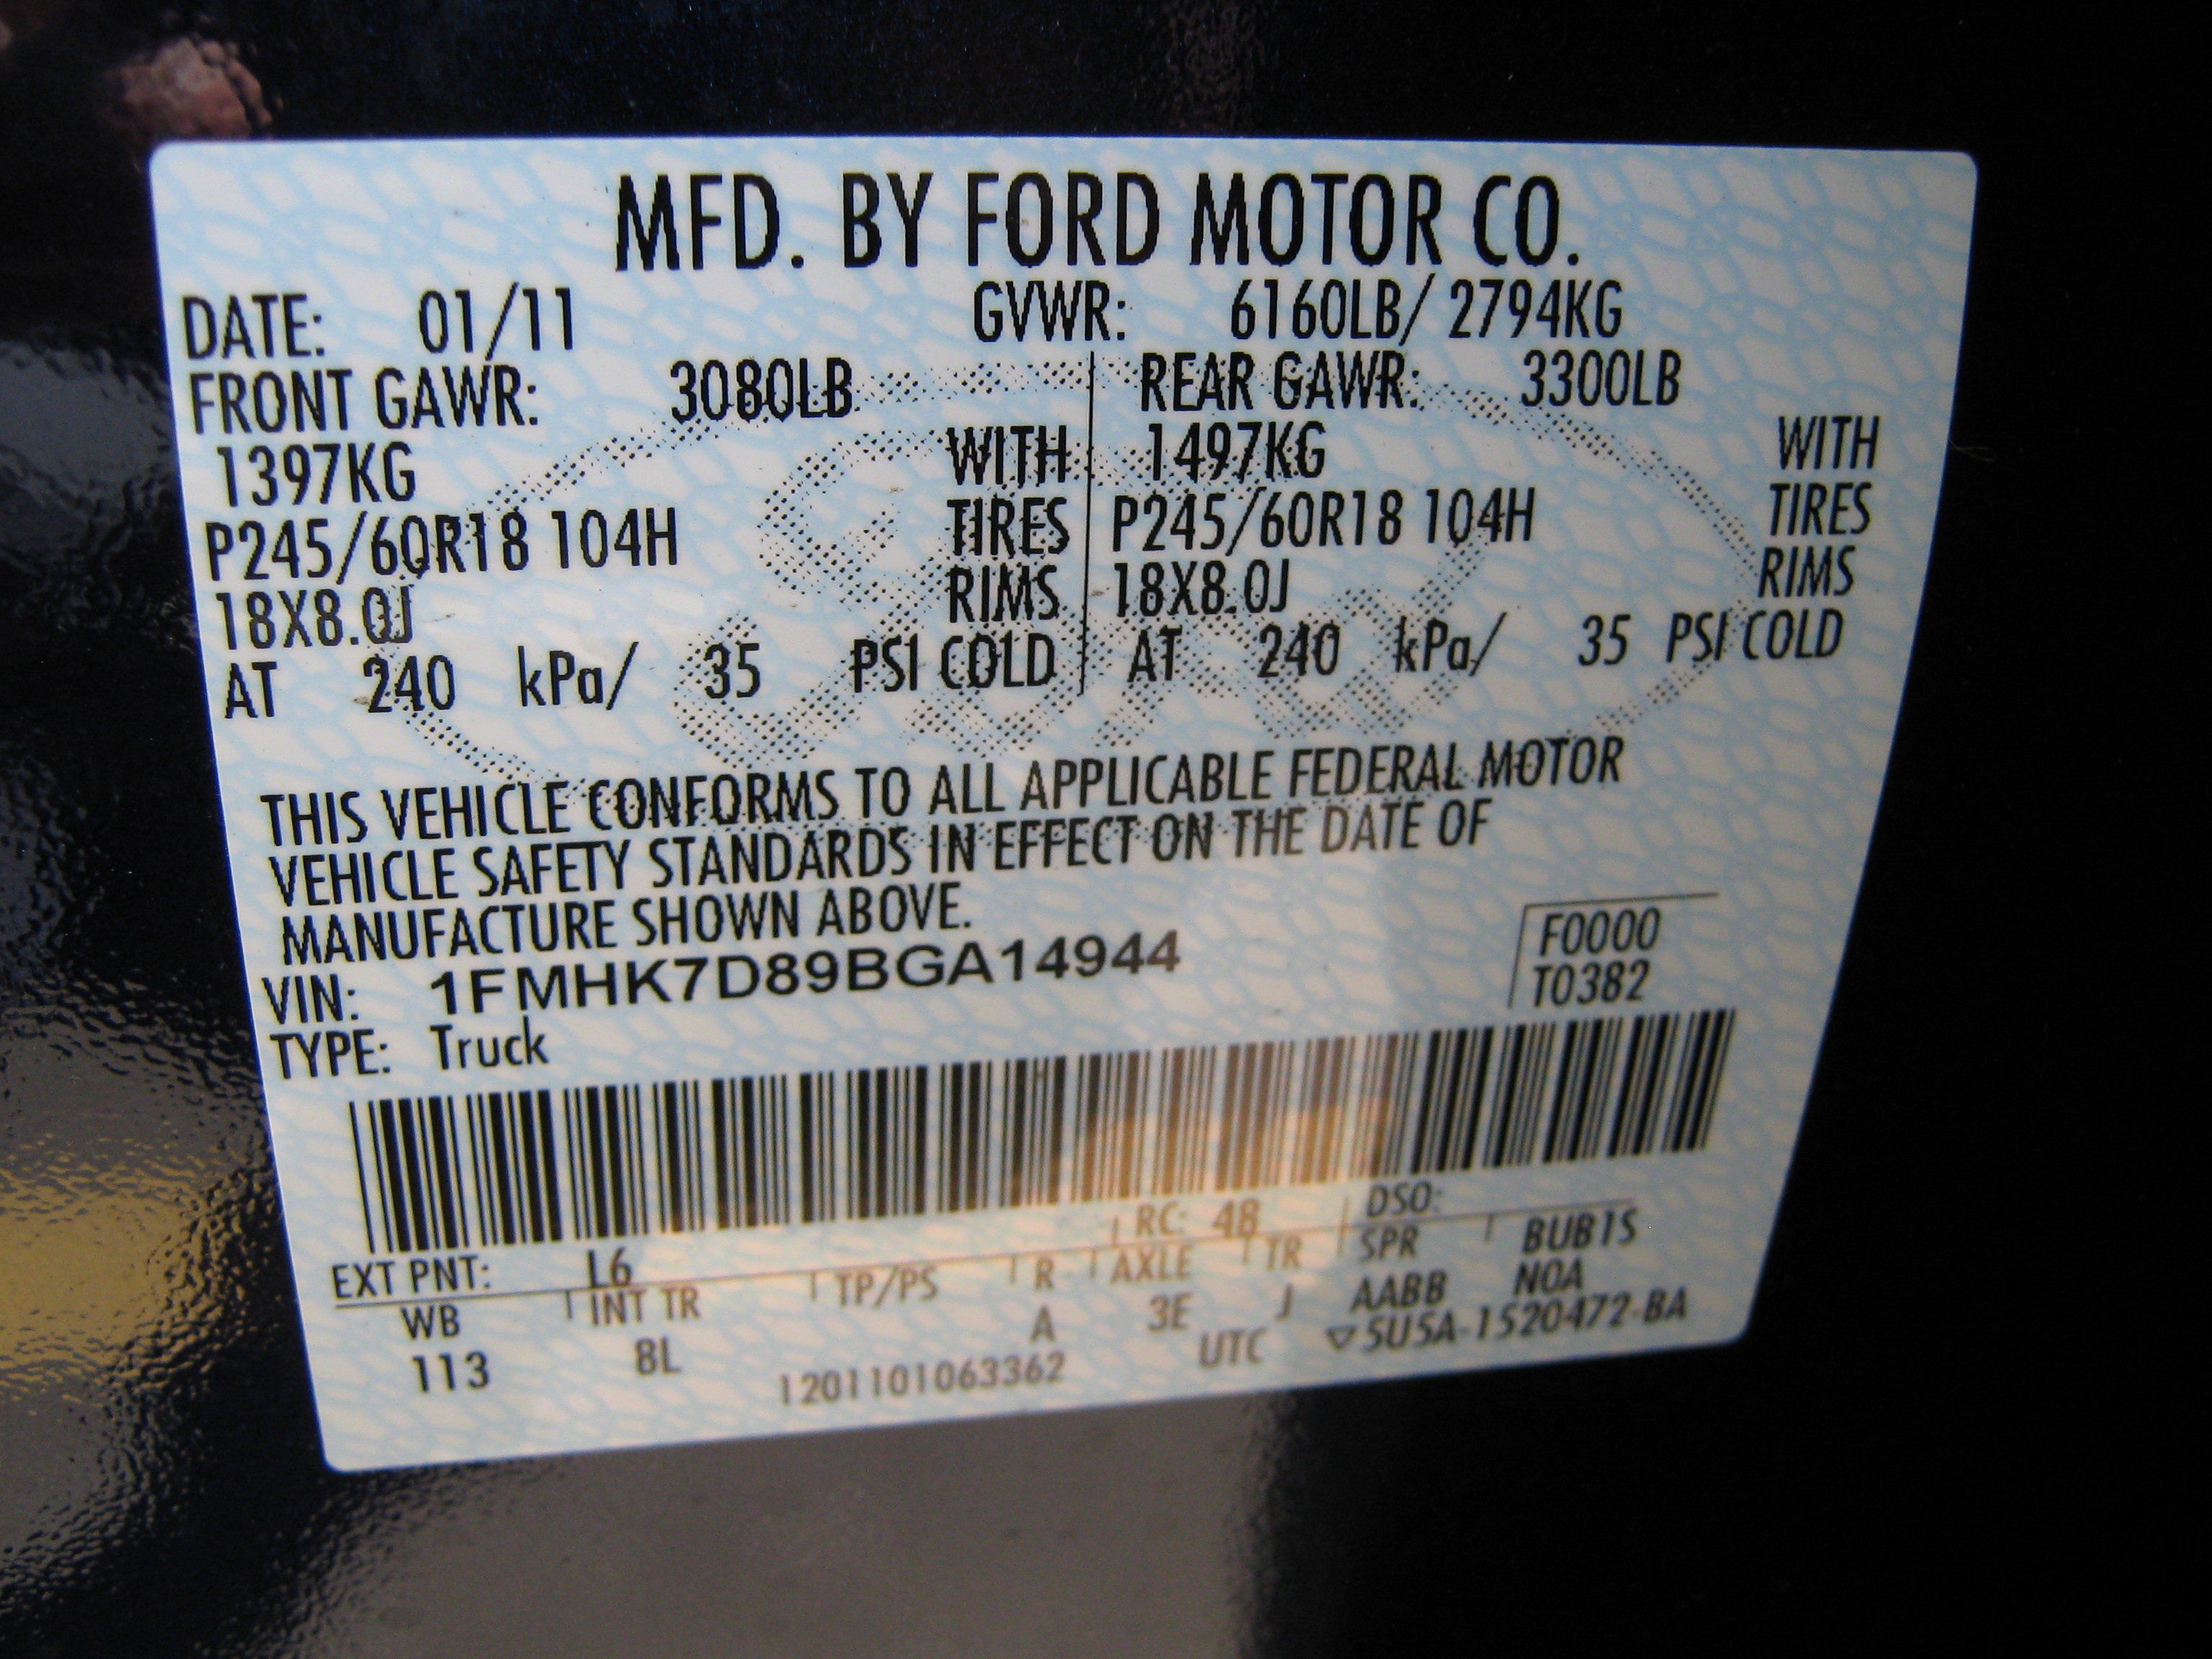 MFD. BY FORD MOTOR CO.
DATE: 01/11 GVWR: 6160LB/ 2794KG
FRONT GAWR: 3080LB REAR GAWR: 3300LB
1397KG WITH 1497KG WITH
P245/60R18 104H TIRES P245/60R18 104H TIRES
18X8.0J RIMS 18X8.0J RIMS
AT 240 kPa/ 35 PSI COLD AT 240 kPa/ 35 PSI COLD
THIS VEHICLE CONFORMS TO ALL APPLICABLE FEDERAL MOTOR
VEHICLE SAFETY STANDARDS IN EFFECT ON THE DATE OF
MANUFACTURE SHOWN ABOVE.
VIN: 1FMHK7D89BGA14944
TYPE: Truck
F0000
T0382
EXT PNT: L6 RC: 48 DSO:
WB INT TR TP/PS R AXLE TR SPR BUB1S
113 8L A 3E J AABB NOA
1201101063362 UTC ▽5U5A-1520472-BA